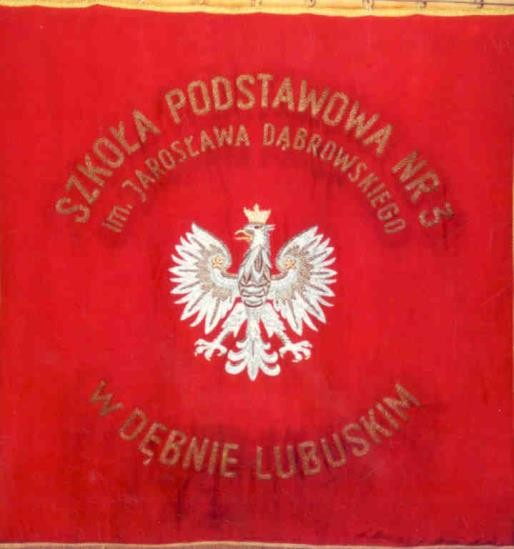 SZKOŁA PODSTAWOWA NR 3
im. JAROSŁAWA DĄBROWSKIEGO
W DĘBNIE LUBUSKIM